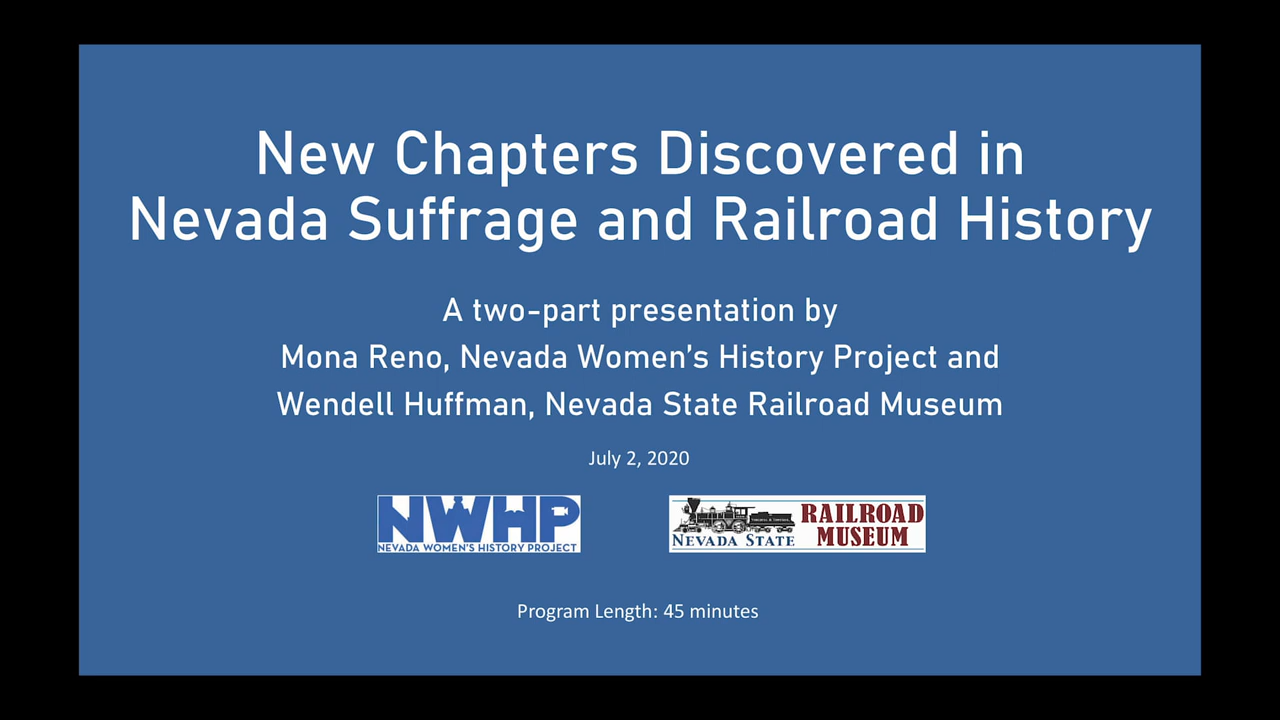 New Chapters Discovered in
Nevada Suffrage and Railroad History
A two-part presentation by
Mona Reno, Nevada Women’s History Project and
Wendell Huffman, Nevada State Railroad Museum
July 2, 2020
NWHP
NEVADA WOMEN'S HISTORY PROJECT
NEVADA STATE
RAILROAD
MUSEUM
Program Length: 45 minutes